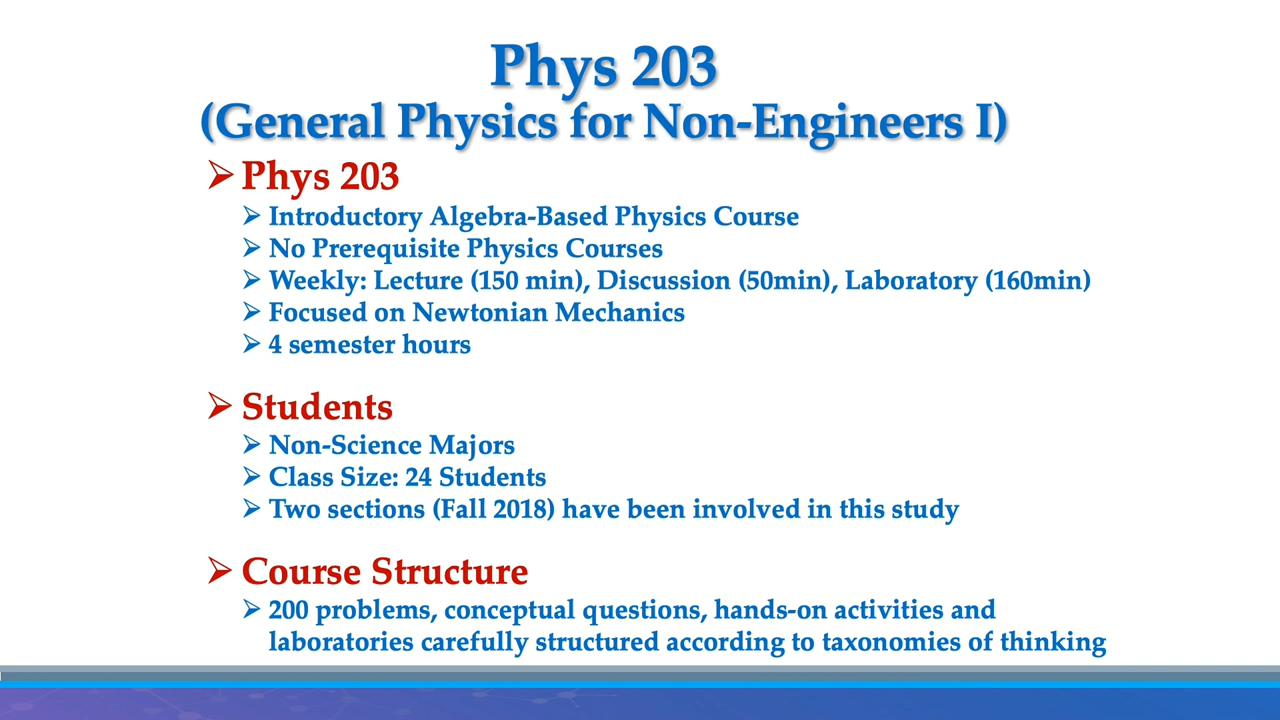 Phys 203
(General Physics for Non-Engineers I)
Phys 203
Introductory Algebra-Based Physics Course
No Prerequisite Physics Courses
Weekly: Lecture (150 min), Discussion (50min), Laboratory (160min)
Focused on Newtonian Mechanics
4 semester hours
Students
Non-Science Majors
Class Size: 24 Students
Two sections (Fall 2018) have been involved in this study
Course Structure
200 problems, conceptual questions, hands-on activities and
laboratories carefully structured according to taxonomies of thinking